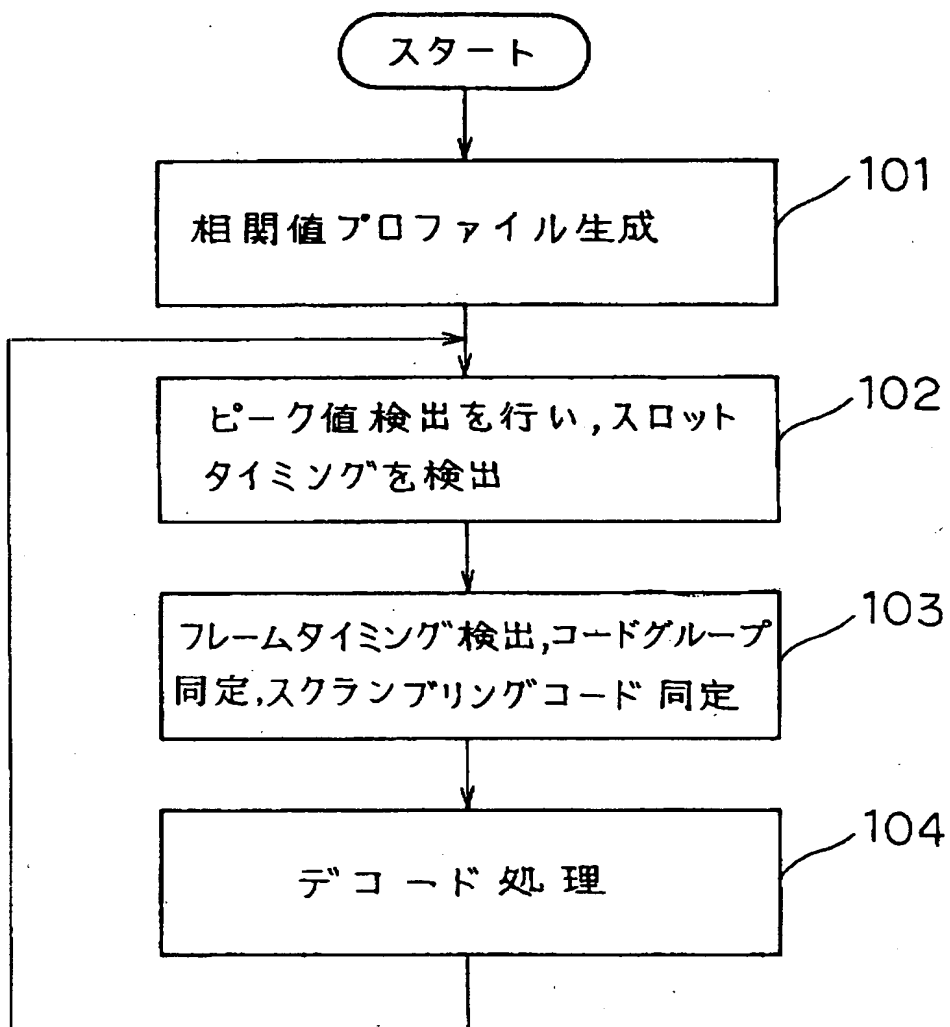 スタート
101
相関値プロファイル生成
102
ピーク値検出を行い,スロット
タイミングを検出
103
フレームタイミング検出,コードグループ
同定,スクランブリングコード同定
104
デコード処理